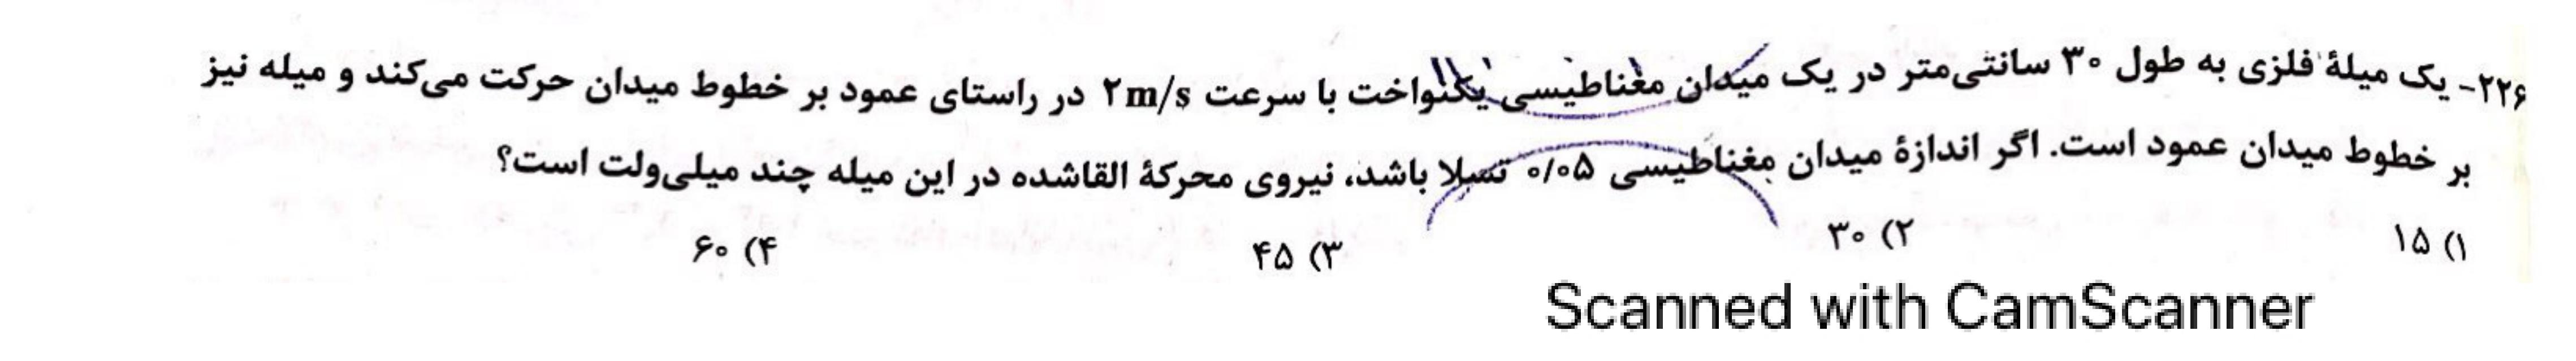 ۲۲۶- یک میلهٔ فلزی به طول ۳۰ سانتی‌متر در یک میدان مغناطیسی یکنواخت با سرعت ۲m/s در راستای عمود بر خطوط میدان حرکت می‌کند و میله نیز
بر خطوط میدان عمود است. اگر اندازهٔ میدان مغناطیسی ۰/۰۵ تسلا باشد، نیروی محرکهٔ القاشده در این میله چند میلی‌ولت است؟
۱) ۱۵ ۲) ۳۰ ۳) ۴۵ ۴) ۶۰
Scanned with CamScanner